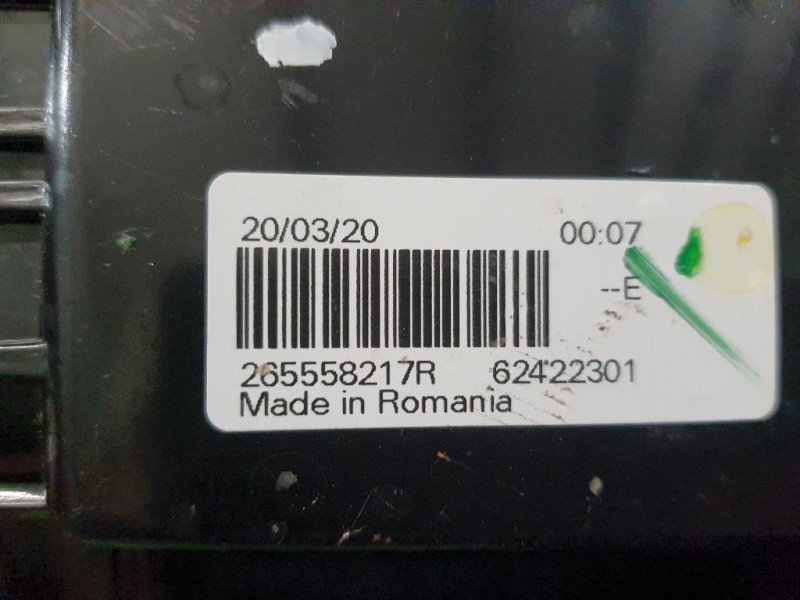 20/03/20 00:07
--E
265558217R 62422301
Made in Romania